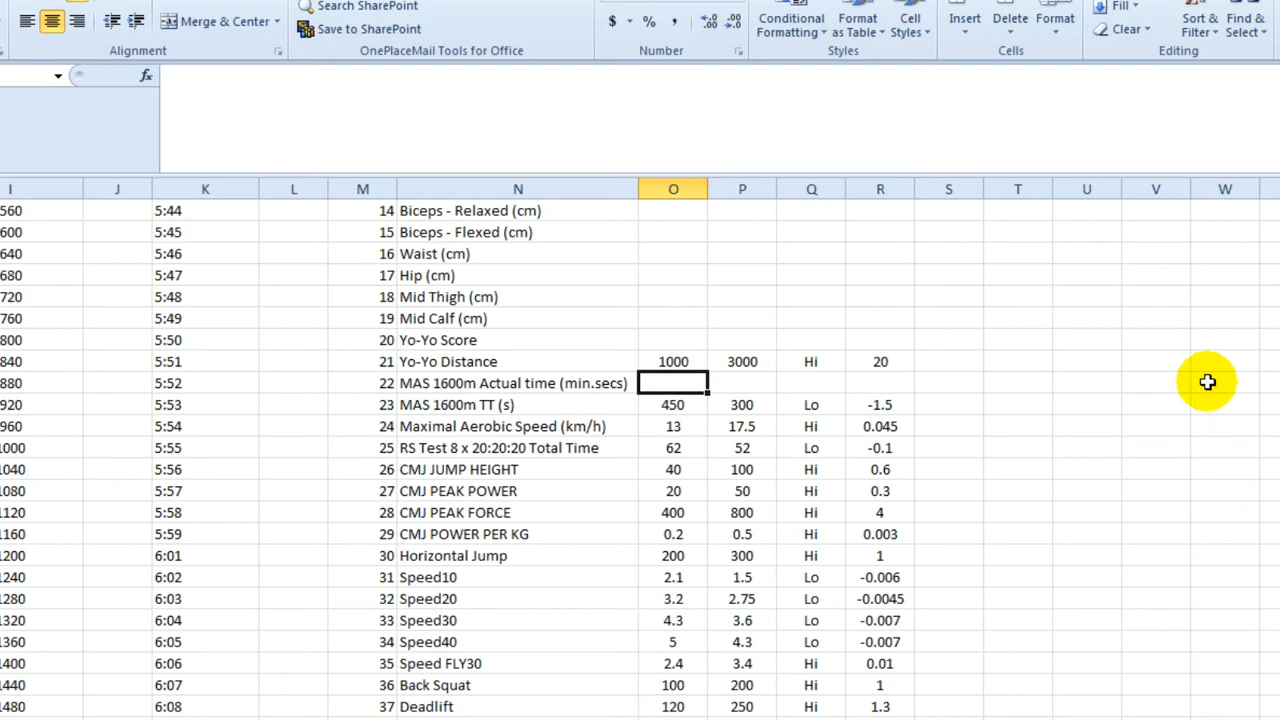 Search SharePoint
Merge & Center
Save to SharePoint
$ % ,
Conditional Formatting
Format as Table
Cell Styles
Insert
Delete
Format
Fill
Clear
Sort & Filter
Find & Select
Alignment
OnePlaceMail Tools for Office
Number
Styles
Cells
Editing
fx
I J K L M N O P Q R S T U V W
560 5:44 14 Biceps - Relaxed (cm)
600 5:45 15 Biceps - Flexed (cm)
640 5:46 16 Waist (cm)
680 5:47 17 Hip (cm)
720 5:48 18 Mid Thigh (cm)
760 5:49 19 Mid Calf (cm)
800 5:50 20 Yo-Yo Score
840 5:51 21 Yo-Yo Distance 1000 3000 Hi 20
880 5:52 22 MAS 1600m Actual time (min.secs)
920 5:53 23 MAS 1600m TT (s) 450 300 Lo -1.5
960 5:54 24 Maximal Aerobic Speed (km/h) 13 17.5 Hi 0.045
1000 5:55 25 RS Test 8 x 20:20:20 Total Time 62 52 Lo -0.1
1040 5:56 26 CMJ JUMP HEIGHT 40 100 Hi 0.6
1080 5:57 27 CMJ PEAK POWER 20 50 Hi 0.3
1120 5:58 28 CMJ PEAK FORCE 400 800 Hi 4
1160 5:59 29 CMJ POWER PER KG 0.2 0.5 Hi 0.003
1200 6:01 30 Horizontal Jump 200 300 Hi 1
1240 6:02 31 Speed10 2.1 1.5 Lo -0.006
1280 6:03 32 Speed20 3.2 2.75 Lo -0.0045
1320 6:04 33 Speed30 4.3 3.6 Lo -0.007
1360 6:05 34 Speed40 5 4.3 Lo -0.007
1400 6:06 35 Speed FLY30 2.4 3.4 Hi 0.01
1440 6:07 36 Back Squat 100 200 Hi 1
1480 6:08 37 Deadlift 120 250 Hi 1.3